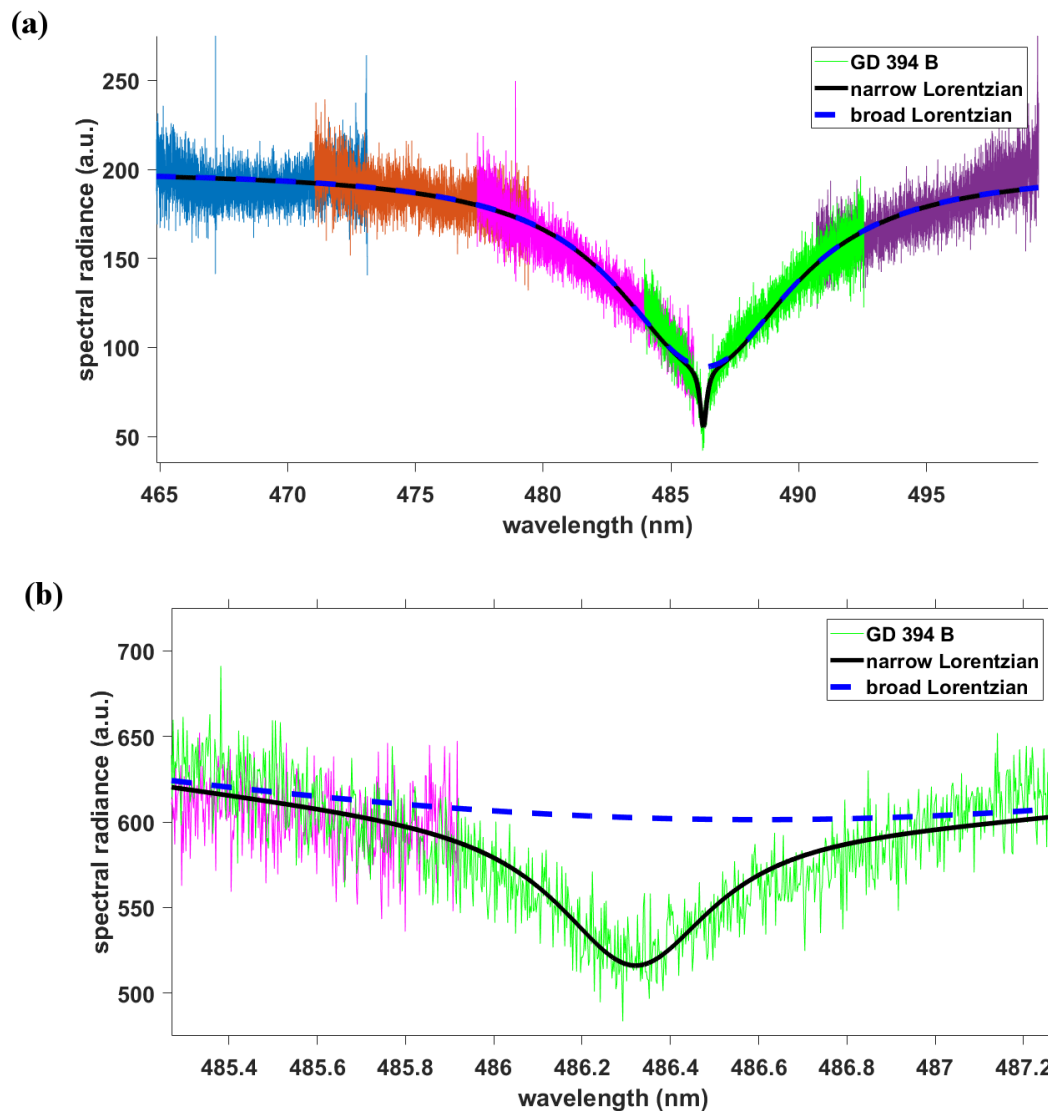 (a)
spectral radiance (a.u.)
250
200
150
100
50
GD 394 B
narrow Lorentzian
broad Lorentzian
465 470 475 480 485 490 495
wavelength (nm)
(b)
spectral radiance (a.u.)
700
650
600
550
500
GD 394 B
narrow Lorentzian
broad Lorentzian
485.4 485.6 485.8 486 486.2 486.4 486.6 486.8 487 487.2
wavelength (nm)